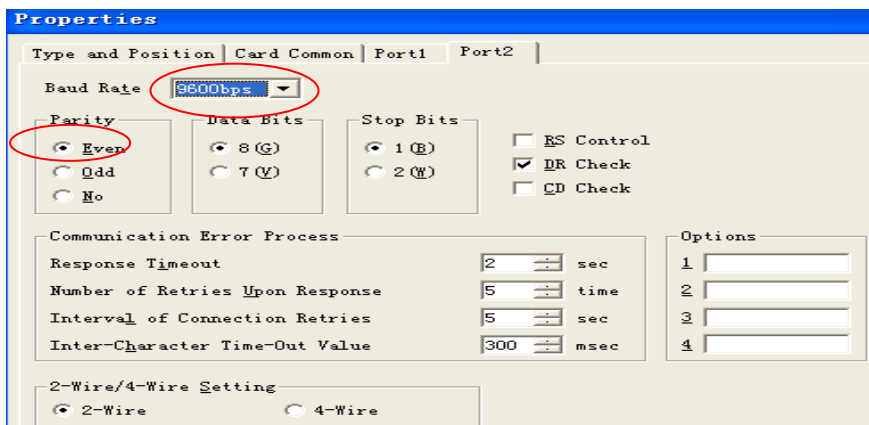 Properties
Type and Position Card Common Port1 Port2
Baud Rate 9600bps
Parity Data Bits Stop Bits
Even 8(G) 1(B) RS Control
Odd 7(V) 2(W) DR Check
No CD Check
Communication Error Process Options
Response Timeout 2 sec 1
Number of Retries Upon Response 5 time 2
Interval of Connection Retries 5 sec 3
Inter-Character Time-Out Value 300 msec 4
2-Wire/4-Wire Setting
2-Wire 4-Wire